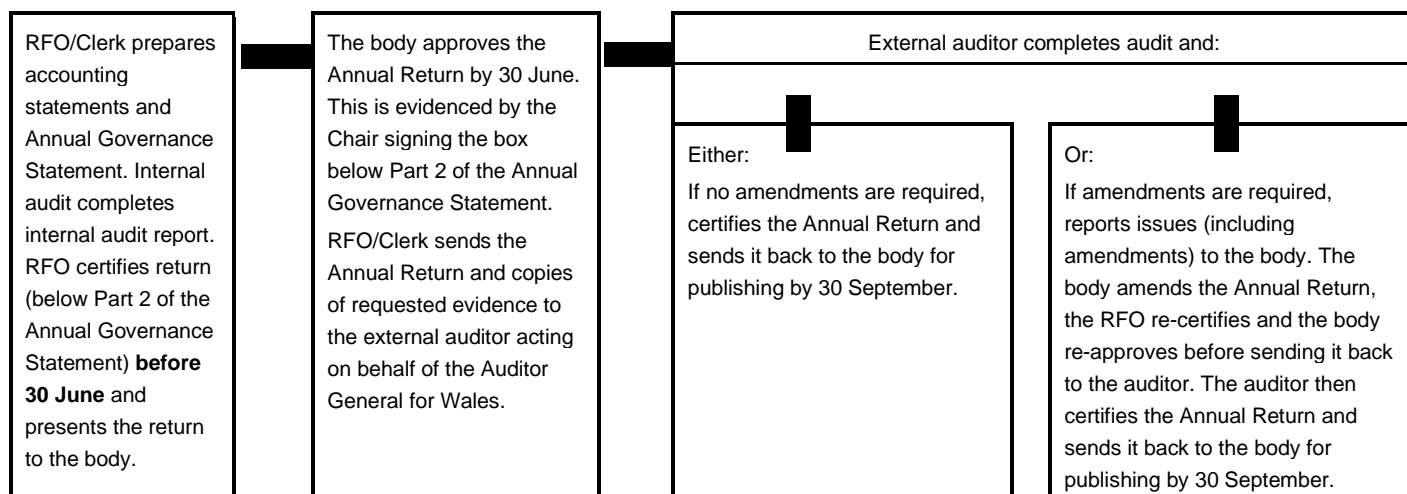 RFO/Clerk prepares
accounting
statements and
Annual Governance
Statement. Internal
audit completes
internal audit report.
RFO certifies return
(below Part 2 of the
Annual Governance
Statement) before
30 June and
presents the return
to the body.
The body approves the
Annual Return by 30 June.
This is evidenced by the
Chair signing the box
below Part 2 of the Annual
Governance Statement.
RFO/Clerk sends the
Annual Return and copies
of requested evidence to
the external auditor acting
on behalf of the Auditor
General for Wales.
External auditor completes audit and:
Either:
If no amendments are required,
certifies the Annual Return and
sends it back to the body for
publishing by 30 September.
Or:
If amendments are required,
reports issues (including
amendments) to the body. The
body amends the Annual Return,
the RFO re-certifies and the body
re-approves before sending it back
to the auditor. The auditor then
certifies the Annual Return and
sends it back to the body for
publishing by 30 September.